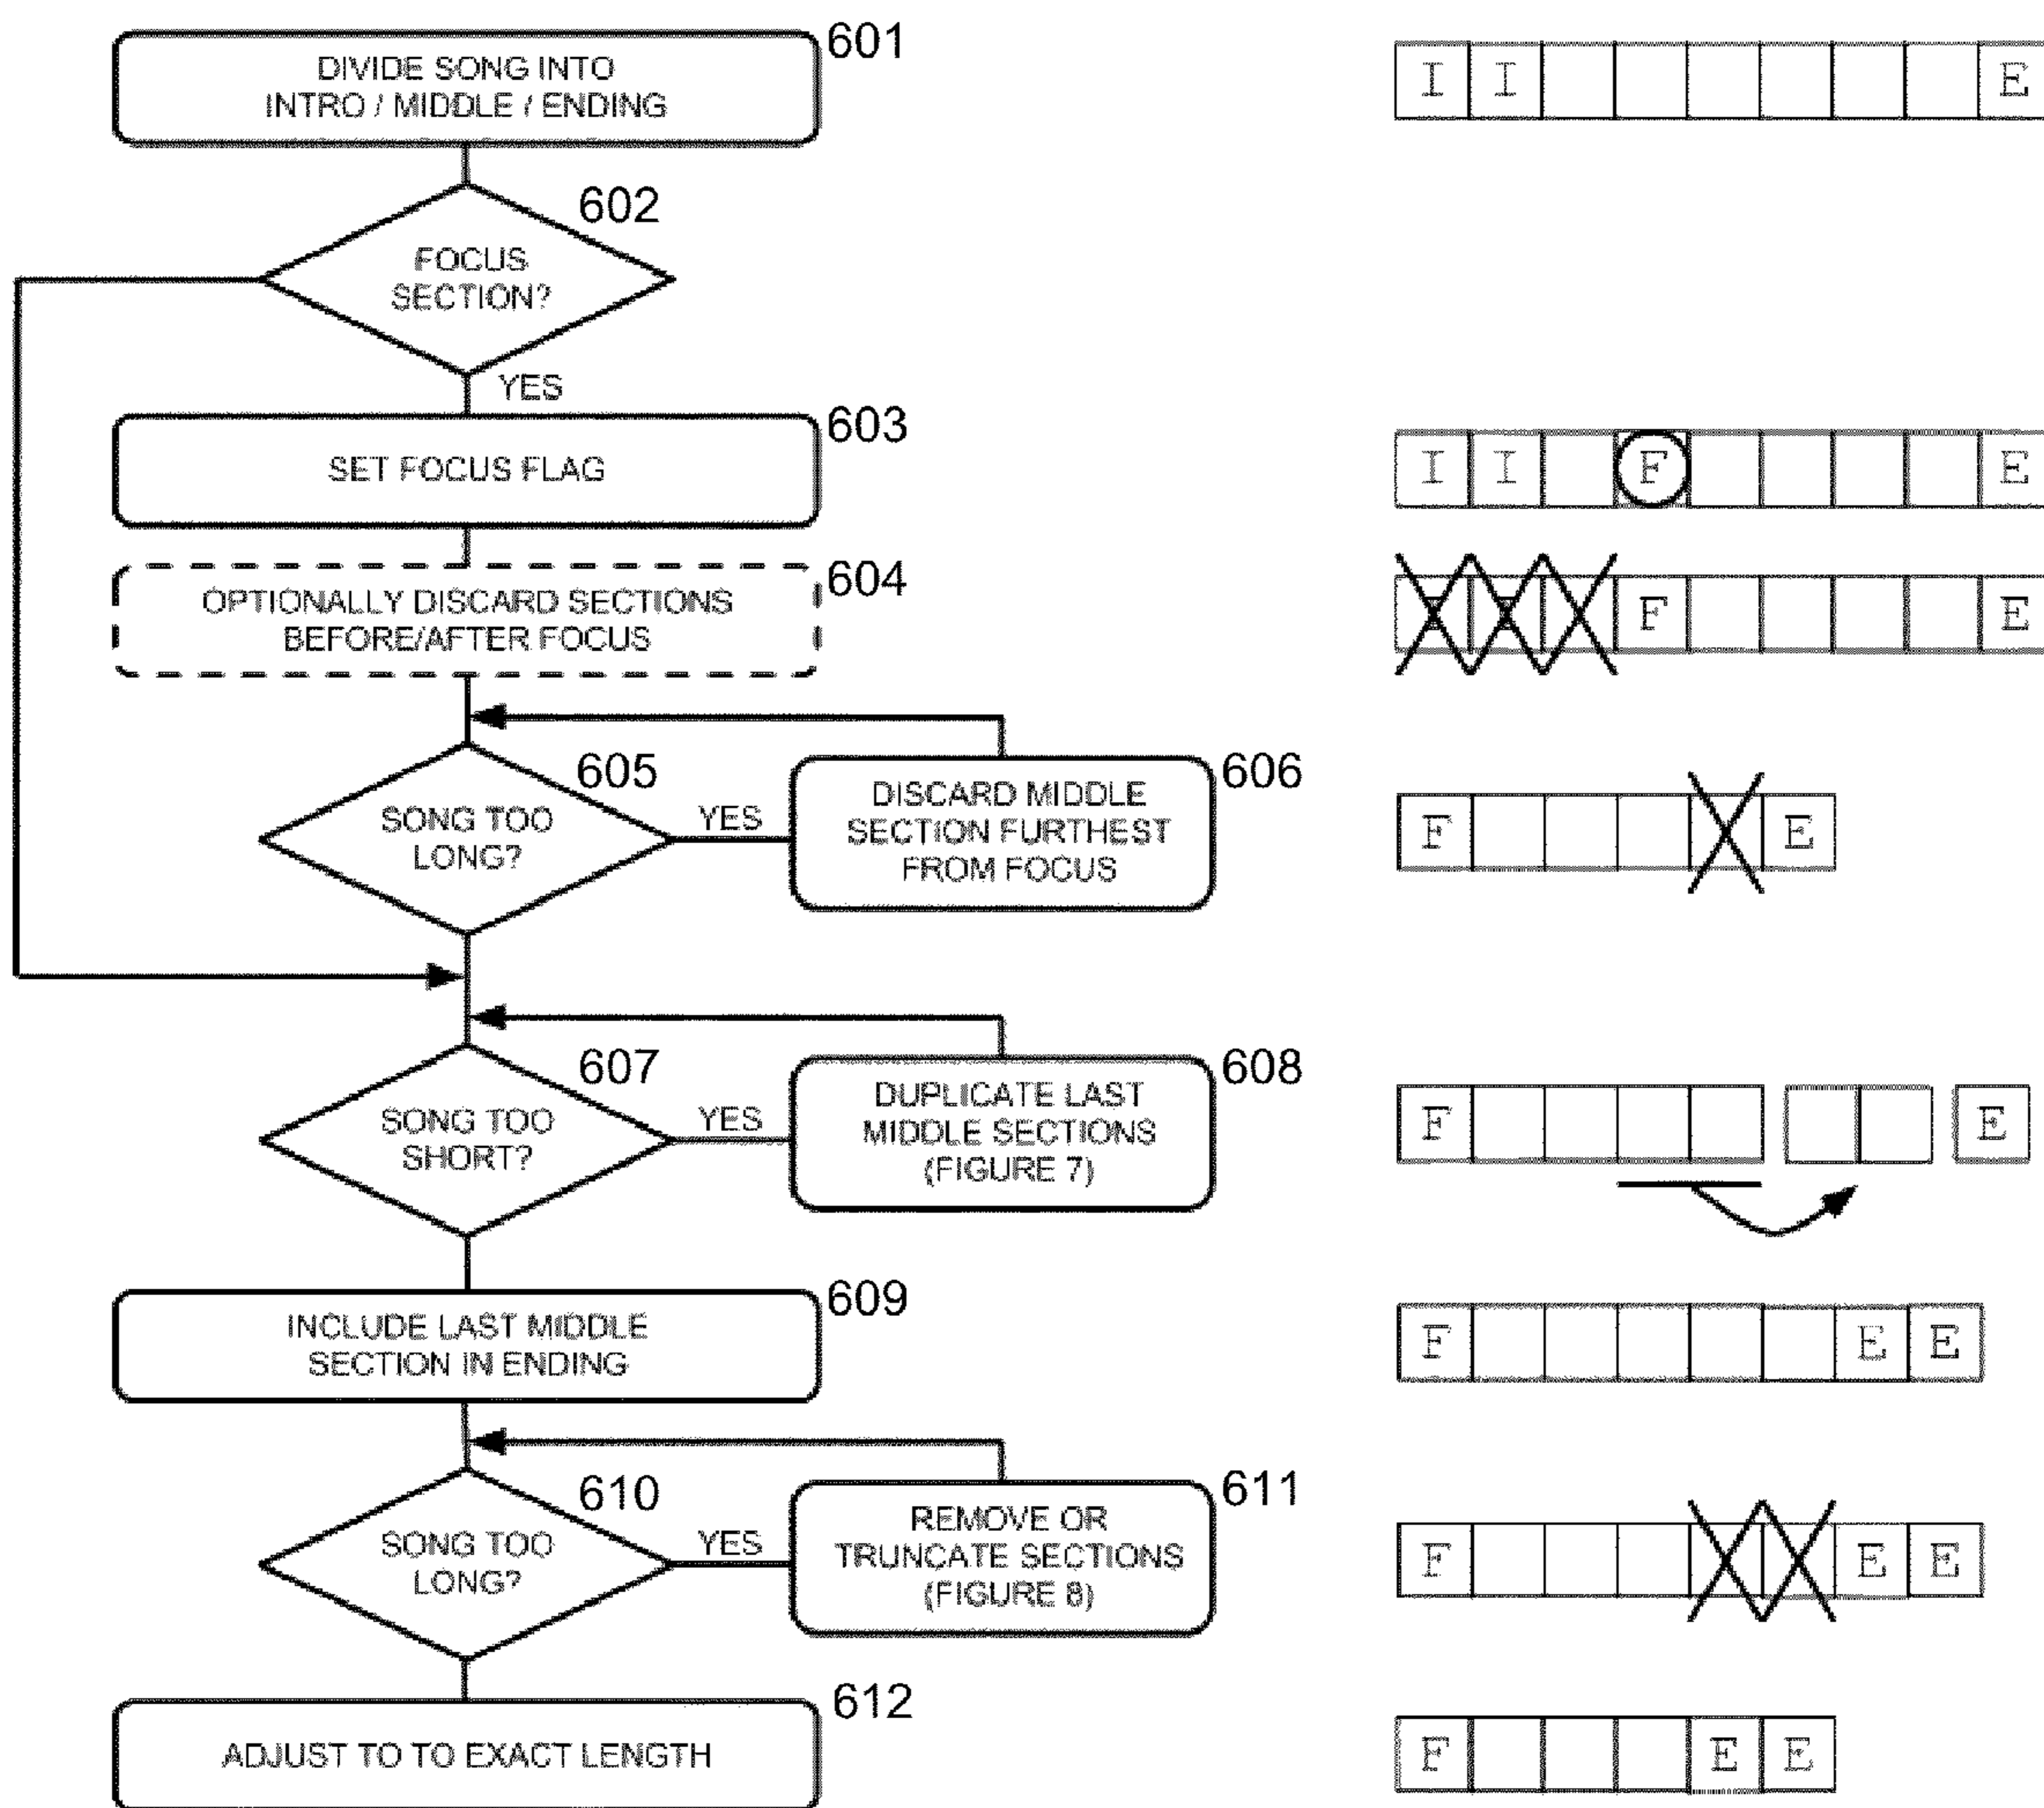 601
DIVIDE SONG INTO
INTRO / MIDDLE / ENDING
I I E
602
FOCUS
SECTION?
YES
603
SET FOCUS FLAG
I I F E
604
OPTIONALLY DISCARD SECTIONS
BEFORE/AFTER FOCUS
F E
605
SONG TOO
LONG?
YES
606
DISCARD MIDDLE
SECTION FURTHEST
FROM FOCUS
F E
607
SONG TOO
SHORT?
YES
608
DUPLICATE LAST
MIDDLE SECTIONS
(FIGURE 7)
F E
609
INCLUDE LAST MIDDLE
SECTION IN ENDING
F E E
610
SONG TOO
LONG?
YES
611
REMOVE OR
TRUNCATE SECTIONS
(FIGURE 8)
F E E
612
ADJUST TO TO EXACT LENGTH
F E E